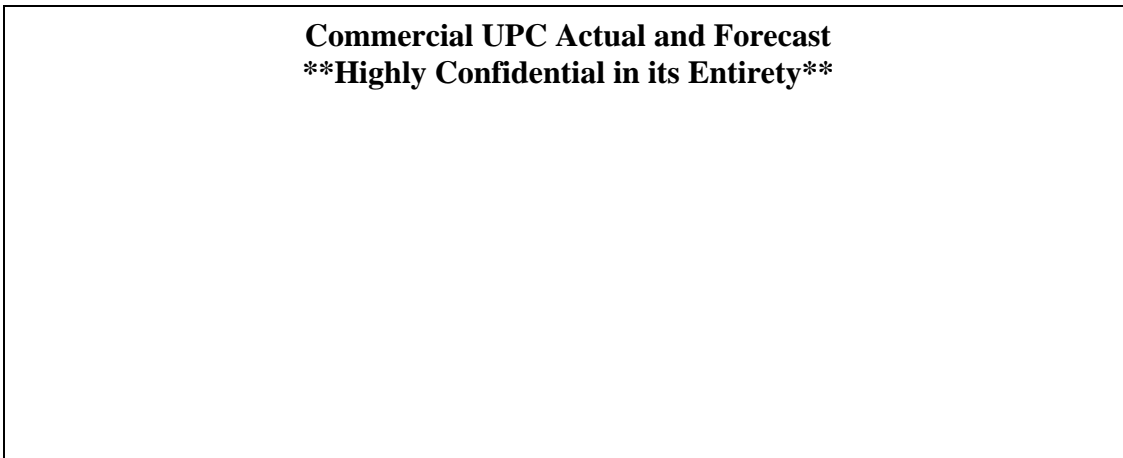 Commercial UPC Actual and Forecast
**Highly Confidential in its Entirety**